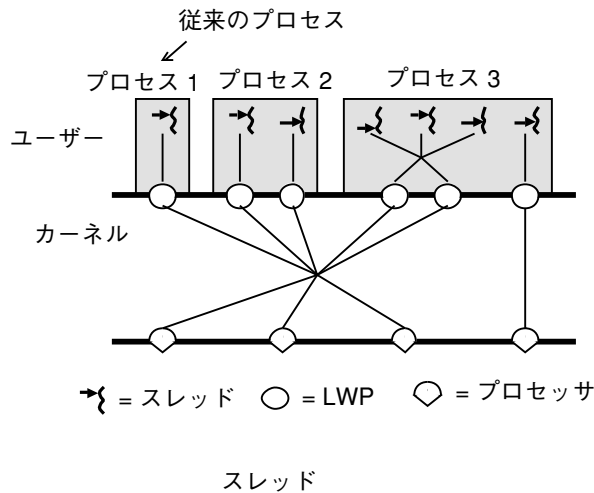 従来のプロセス
プロセス 1 プロセス 2 プロセス 3
ユーザー
カーネル
= スレッド = LWP = プロセッサ
スレッド